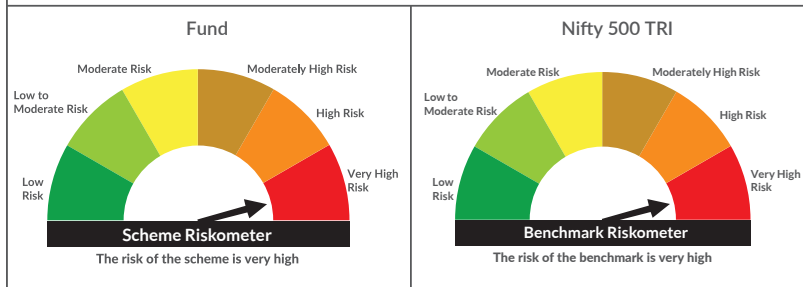 Fund
Moderate Risk
Moderately High Risk
Low to
Moderate Risk
High Risk
Low
Risk
Very High
Risk
Scheme Riskometer
The risk of the scheme is very high
Nifty 500 TRI
Moderate Risk
Moderately High Risk
Low to
Moderate Risk
High Risk
Low
Risk
Very High
Risk
Benchmark Riskometer
The risk of the benchmark is very high